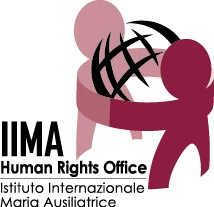 IIMA
Human Rights Office
Istituto Internazionale
Maria Ausiliatrice